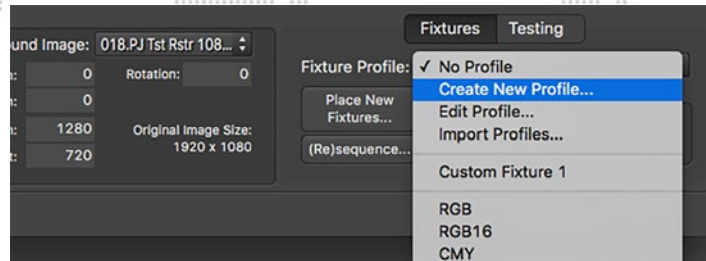 Fixtures Testing
und Image: 018.PJ Tst Rstr 108...
0 Rotation: 0
0
1280 Original Image Size:
720 1920 x 1080
Fixture Profile: ✓ No Profile
Create New Profile...
Edit Profile...
Import Profiles...
Custom Fixture 1
RGB
RGB16
CMY
Place New
Fixtures...
(Re)sequence...